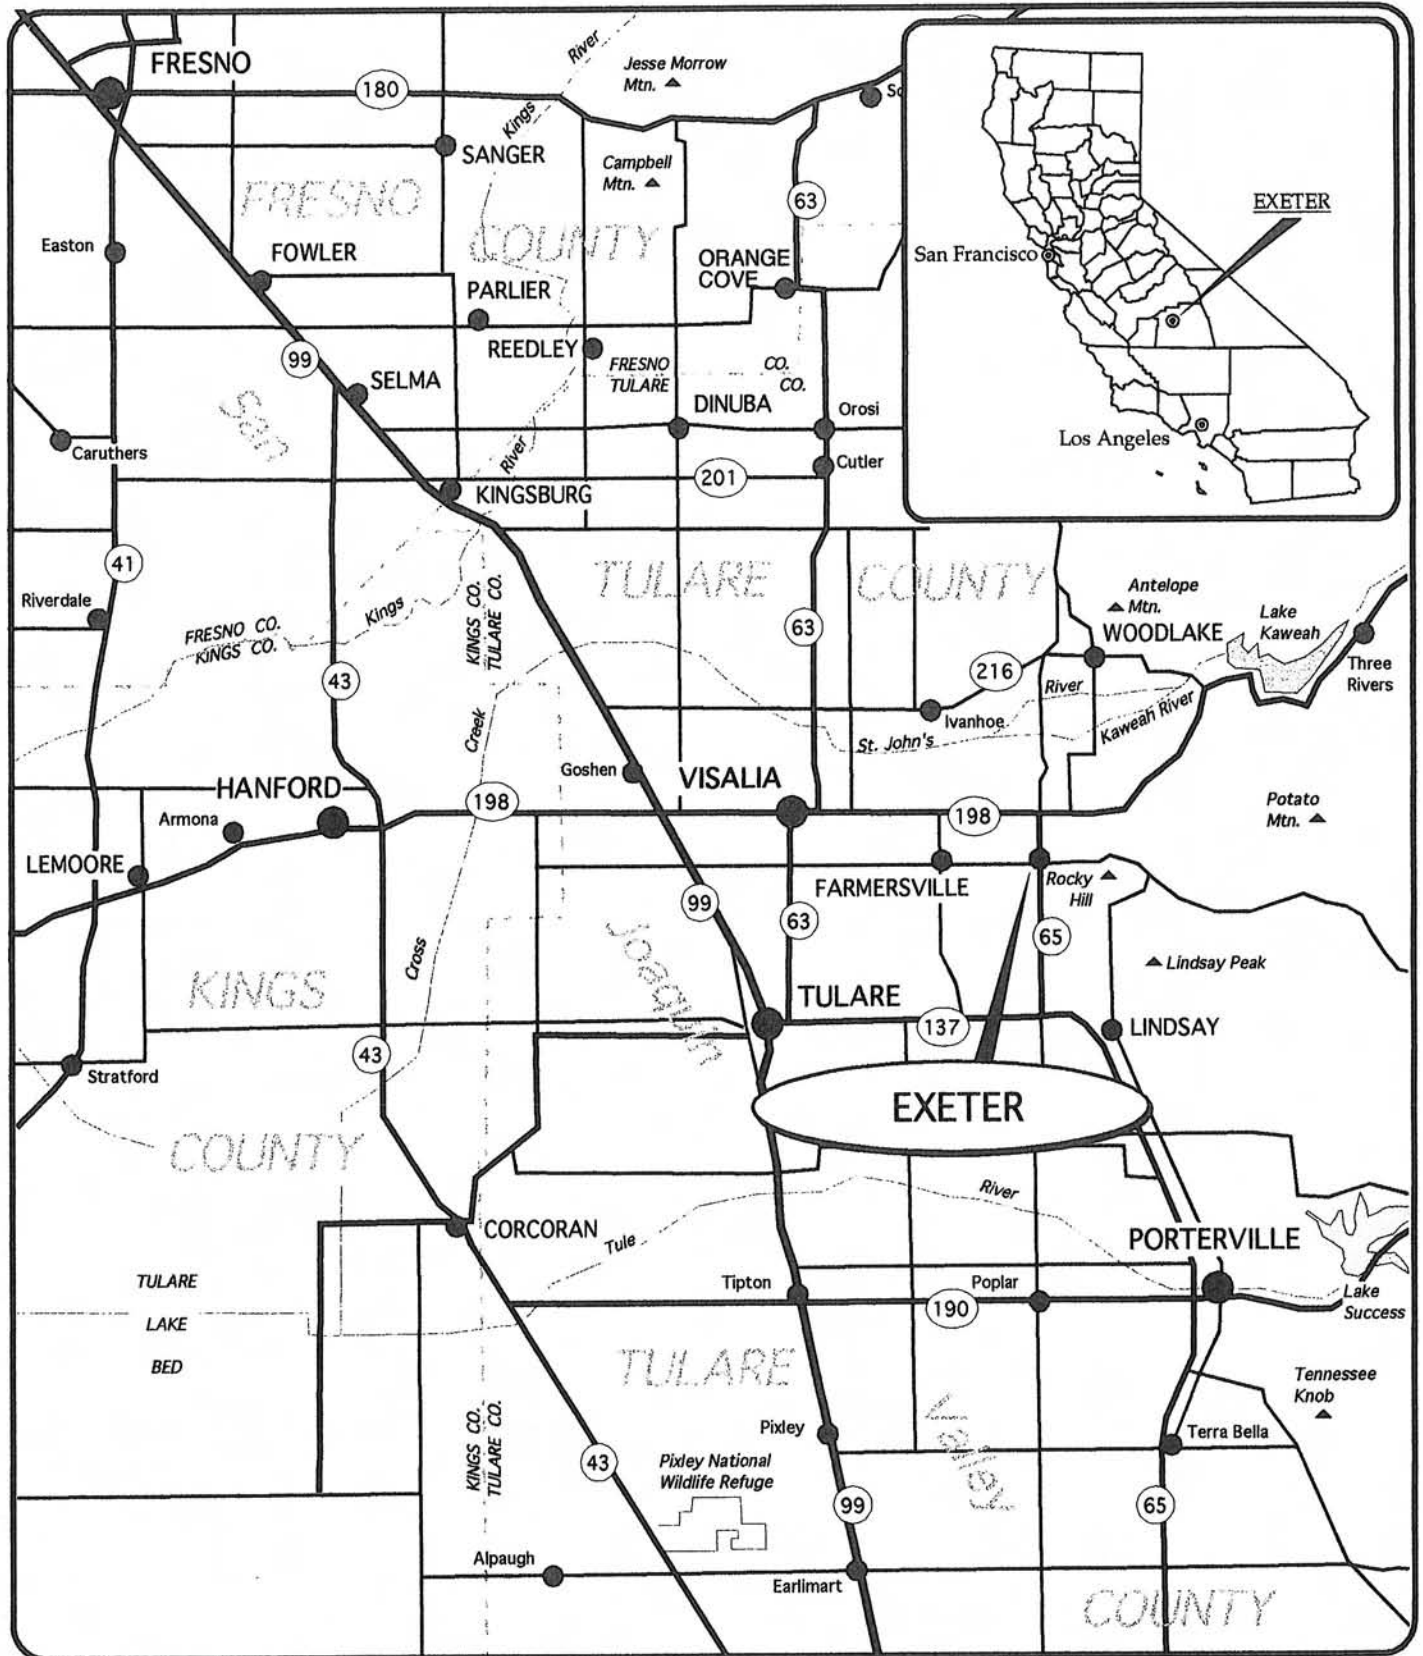 FRESNO
180
River
Jesse Morrow
Mtn.
Kings
SANGER
Campbell
Mtn.
63
FRESNO
COUNTY
Easton
FOWLER
ORANGE
COVE
PARLIER
REEDLEY
99
FRESNO CO.
TULARE CO.
SELMA
San
DINUBA
Orosi
Caruthers
River
Cutler
201
KINGSBURG
EXETER
San Francisco
Los Angeles
41
TULARE COUNTY
Riverdale
Kings
FRESNO CO.
KINGS CO.
KINGS CO.
TULARE CO.
63
Antelope
Mtn.
Lake
Kaweah
WOODLAKE
Three
Rivers
43
216
River
Ivanhoe
Kaweah River
St. John's
Creek
Goshen
VISALIA
HANFORD
198
198
Armona
Potato
Mtn.
LEMOORE
FARMERSVILLE
Rocky
Hill
99
63
65
Cross
Joaquin
Lindsay Peak
KINGS
TULARE
137
LINDSAY
43
Stratford
EXETER
COUNTY
River
CORCORAN
Tule
PORTERVILLE
TULARE
LAKE
BED
Tipton
Poplar
190
Lake
Success
TULARE
Tennessee
Knob
KINGS CO.
TULARE CO.
Valley
Pixley
Terra Bella
43
Pixley National
Wildlife Refuge
99
65
Alpaugh
Earlimart
COUNTY